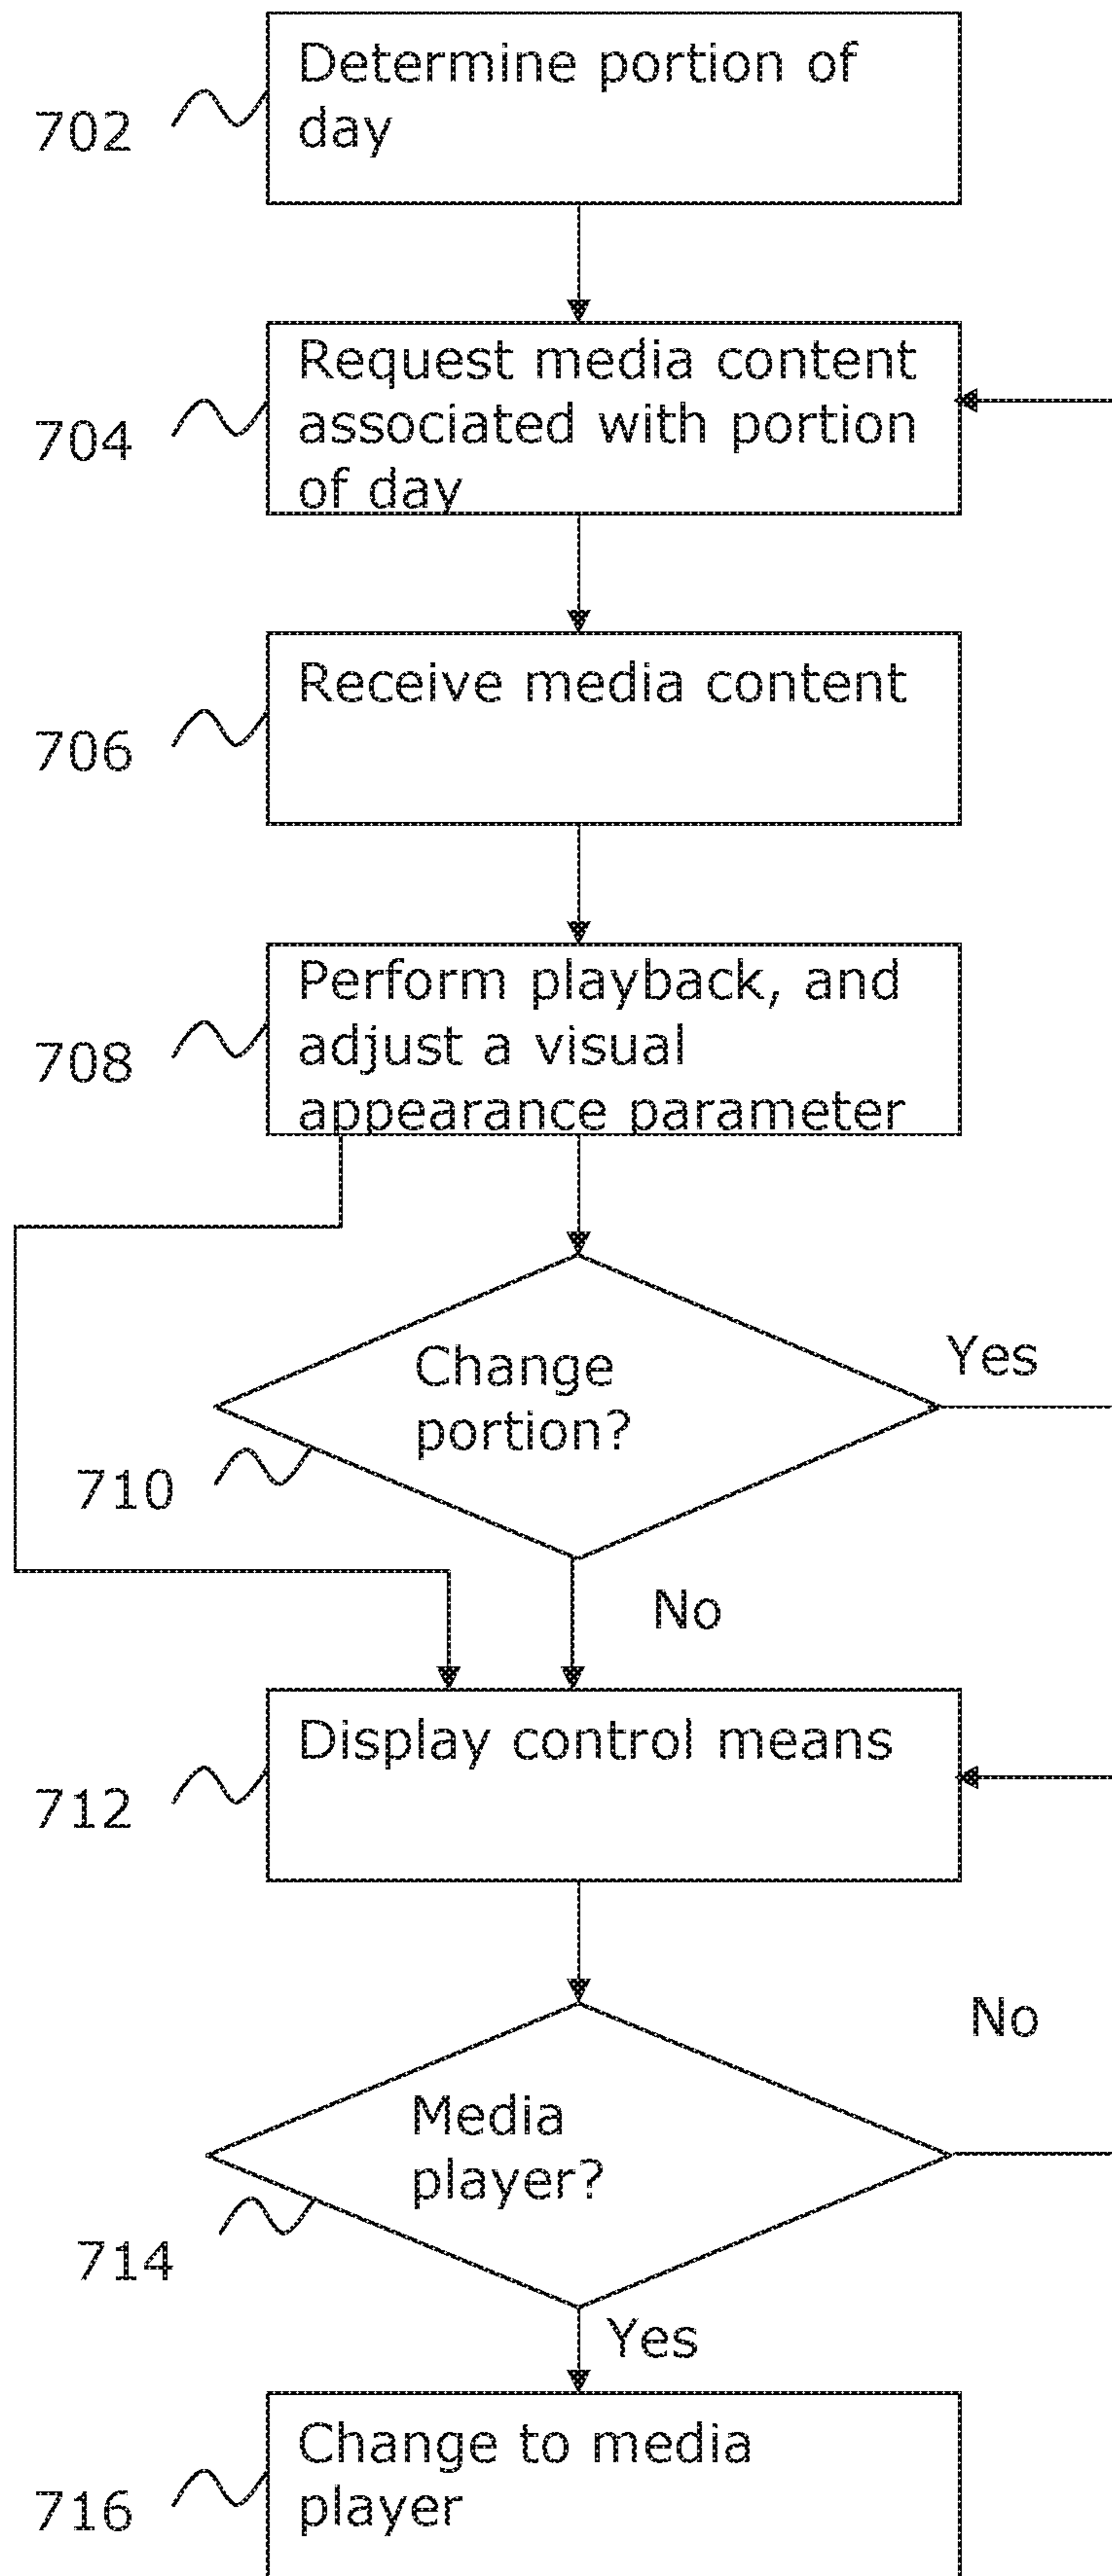 Determine portion of
day
702
Request media content
associated with portion
of day
704
Receive media content
706
Perform playback, and
adjust a visual
appearance parameter
708
Change
portion?
Yes
710
No
Display control means
712
No
Media
player?
714
Yes
Change to media
player
716